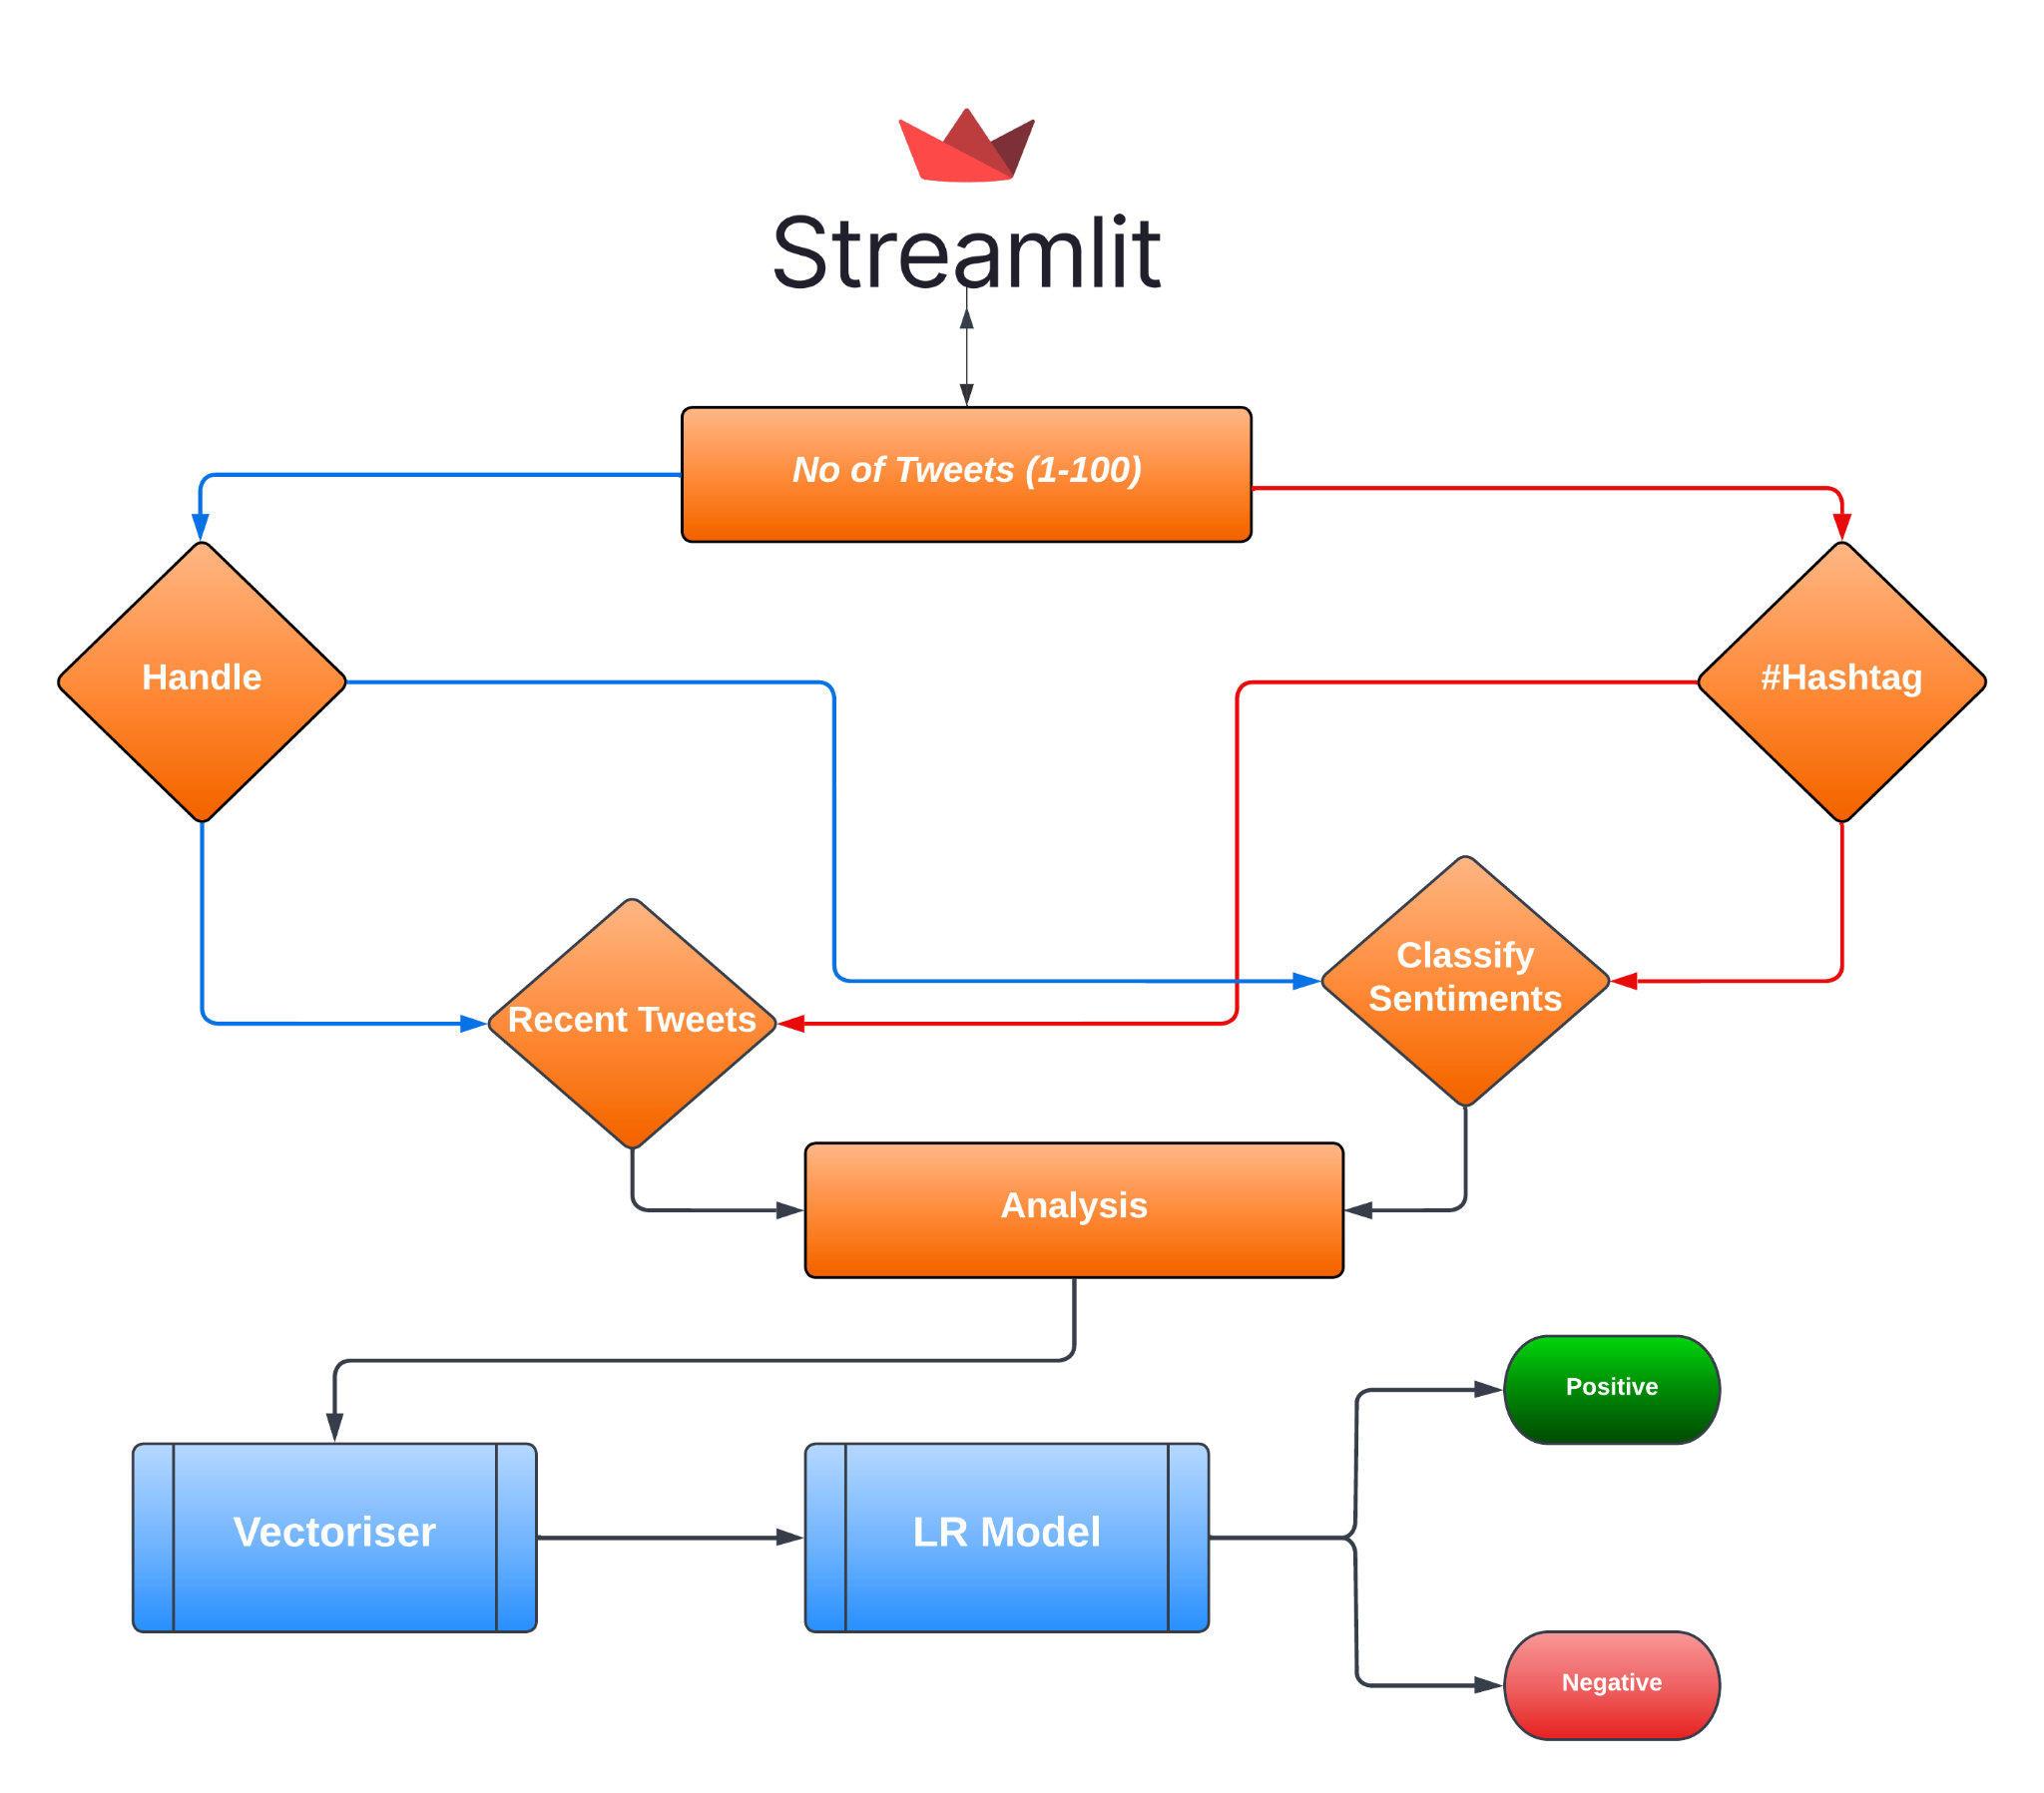 Streamlit
No of Tweets (1-100)
Handle
#Hashtag
Recent Tweets
Classify
Sentiments
Analysis
Vectoriser
LR Model
Positive
Negative